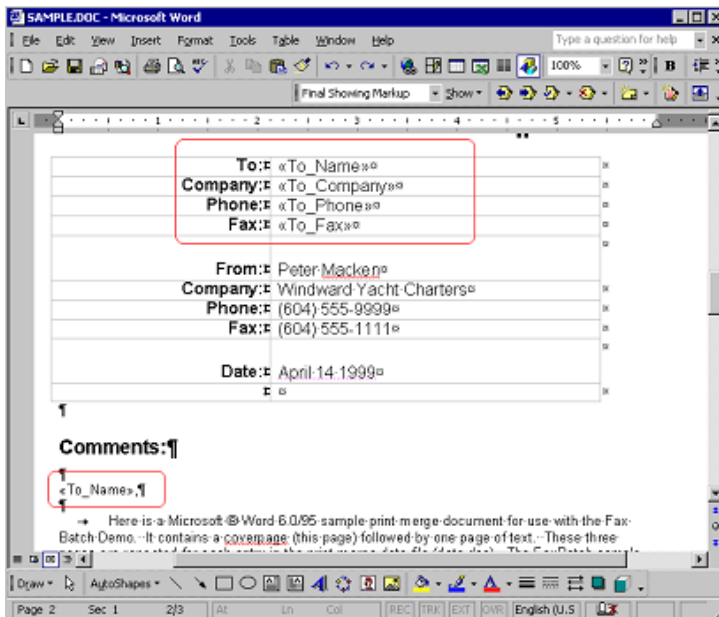 SAMPLE.DOC - Microsoft Word
File Edit View Insert Format Tools Table Window Help Type a question for help
100% B
Final Showing Markup Show
1 2 3 4 5
To:¤ «To_Name»¤
Company:¤ «To_Company»¤
Phone:¤ «To_Phone»¤
Fax:¤ «To_Fax»¤
From:¤ Peter·Macken¤
Company:¤ Windward·Yacht·Charters¤
Phone:¤ (604)·555-9999¤
Fax:¤ (604)·555-1111¤
Date:¤ April·14·1999¤
¤ ¤
¶
Comments:¶
¶
«To_Name»,¶
¶
→ Here·is·a·Microsoft·®·Word·6.0/95·sample·print·merge·document·for·use·with·the·Fax·
Batch·Demo.··It·contains·a·coverpage·(this·page)·followed·by·one·page·of·text.··These·three·
Draw AutoShapes
Page 2 Sec 1 2/3 At Ln Col REC TRK EXT OVR English (U.S